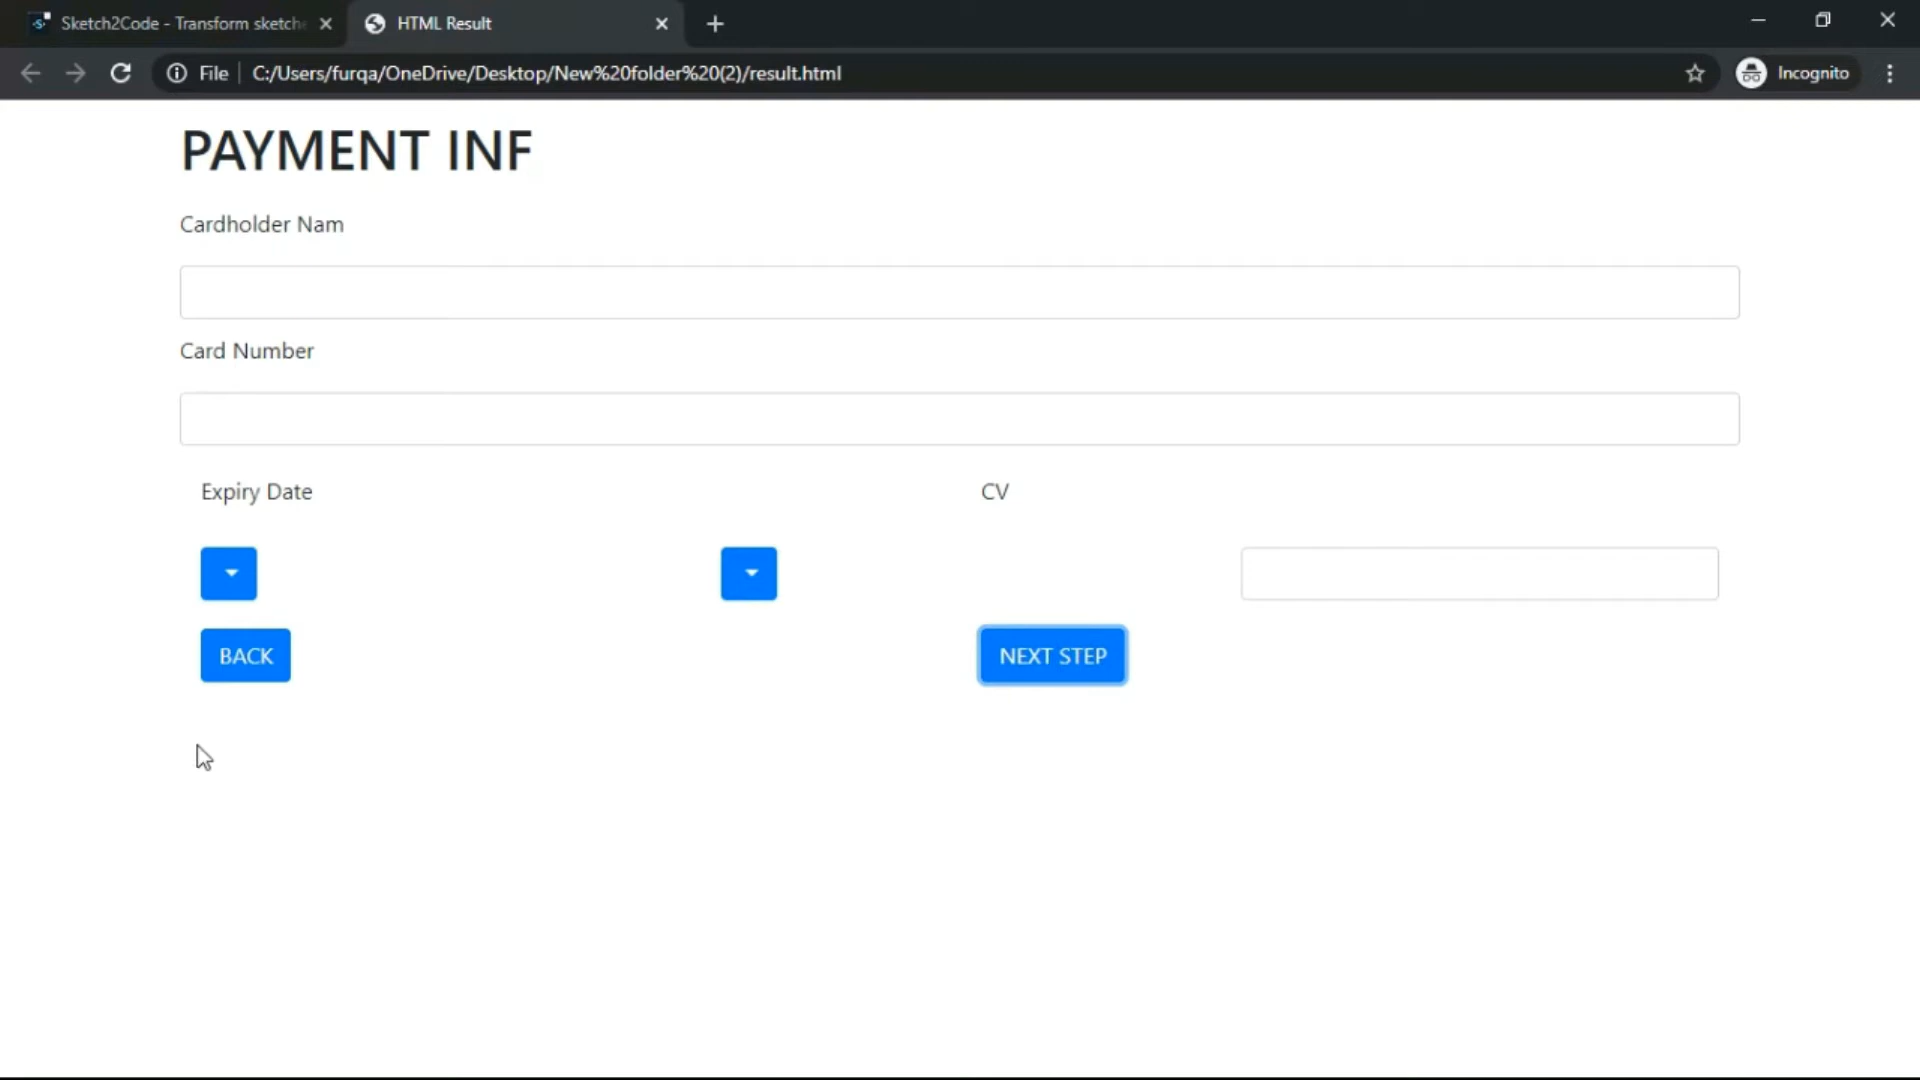 Sketch2Code - Transform sketch
HTML Result
File
C:/Users/furqa/OneDrive/Desktop/New%20folder%20(2)/result.html
Incognito
PAYMENT INF
Cardholder Nam
Card Number
Expiry Date
CV
BACK
NEXT STEP